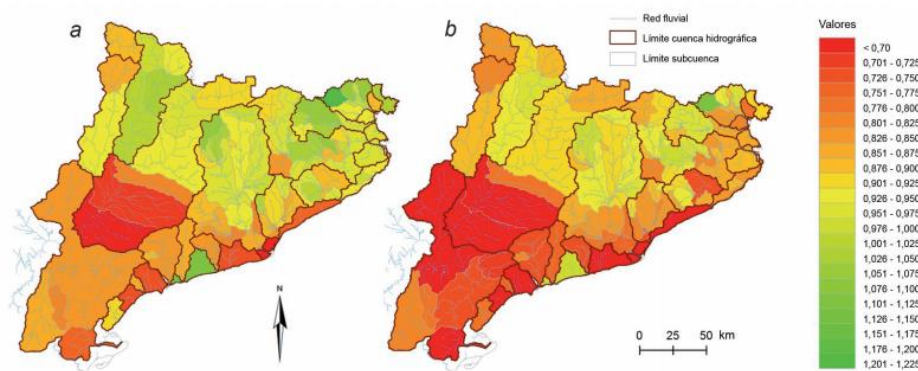 a
b
Red fluvial
Límite cuenca hidrográfica
Límite subcuenca
Valores
< 0,70
0,701 - 0,725
0,726 - 0,750
0,751 - 0,775
0,776 - 0,800
0,801 - 0,825
0,826 - 0,850
0,851 - 0,875
0,876 - 0,900
0,901 - 0,925
0,926 - 0,950
0,951 - 0,975
0,976 - 1,000
1,001 - 1,025
1,026 - 1,050
1,051 - 1,075
1,076 - 1,100
1,101 - 1,125
1,126 - 1,150
1,151 - 1,175
1,176 - 1,200
1,201 - 1,225
N
0 25 50 km